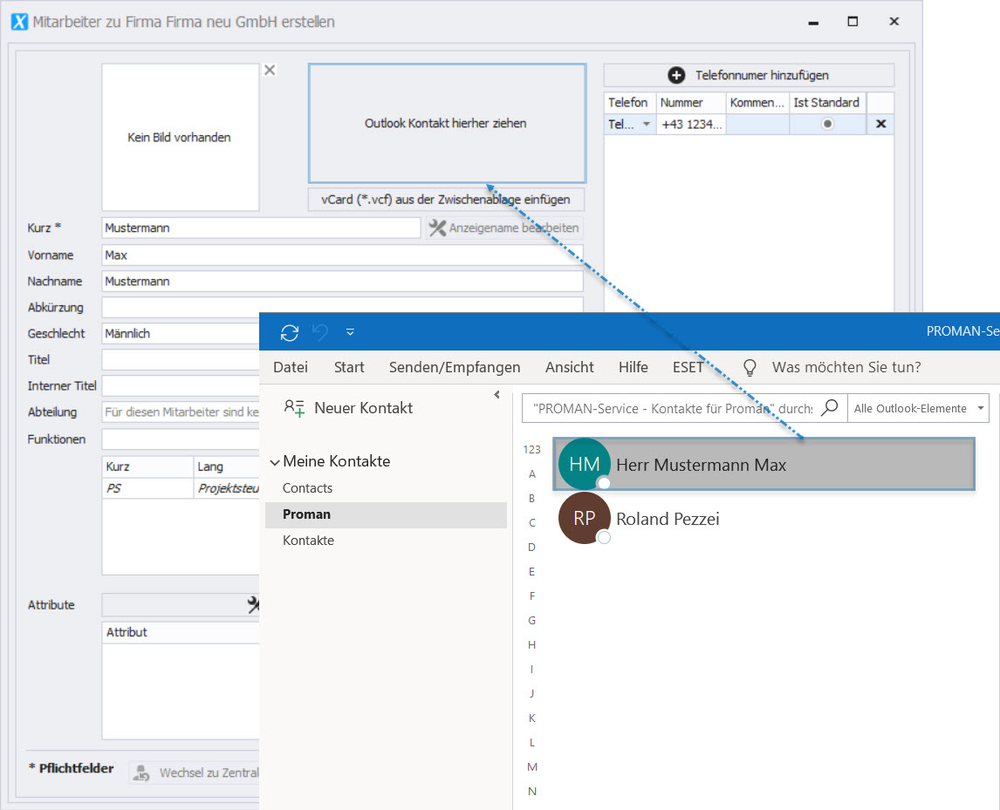 Mitarbeiter zu Firma Firma neu GmbH erstellen
Kein Bild vorhanden
Outlook Kontakt hierher ziehen
vCard (*.vcf) aus der Zwischenablage einfügen
Telefonnumer hinzufügen
Telefon Nummer Kommen... Ist Standard
Tel... +43 1234...
Kurz * Mustermann Anzeigename bearbeiten
Vorname Max
Nachname Mustermann
Abkürzung
Geschlecht Männlich
Titel
Interner Titel
Abteilung Für diesen Mitarbeiter sind ke
Funktionen
Kurz Lang
PS Projektsteu
Attribute
Attribut
* Pflichtfelder Wechsel zu Zentral
PROMAN-Se
Datei Start Senden/Empfangen Ansicht Hilfe ESET Was möchten Sie tun?
Neuer Kontakt
Meine Kontakte
Contacts
Proman
Kontakte
"PROMAN-Service - Kontakte für Proman" durchs Alle Outlook-Elemente
123
A
B
C
D
E
F
G
H
I
J
K
L
M
N
HM Herr Mustermann Max
RP Roland Pezzei